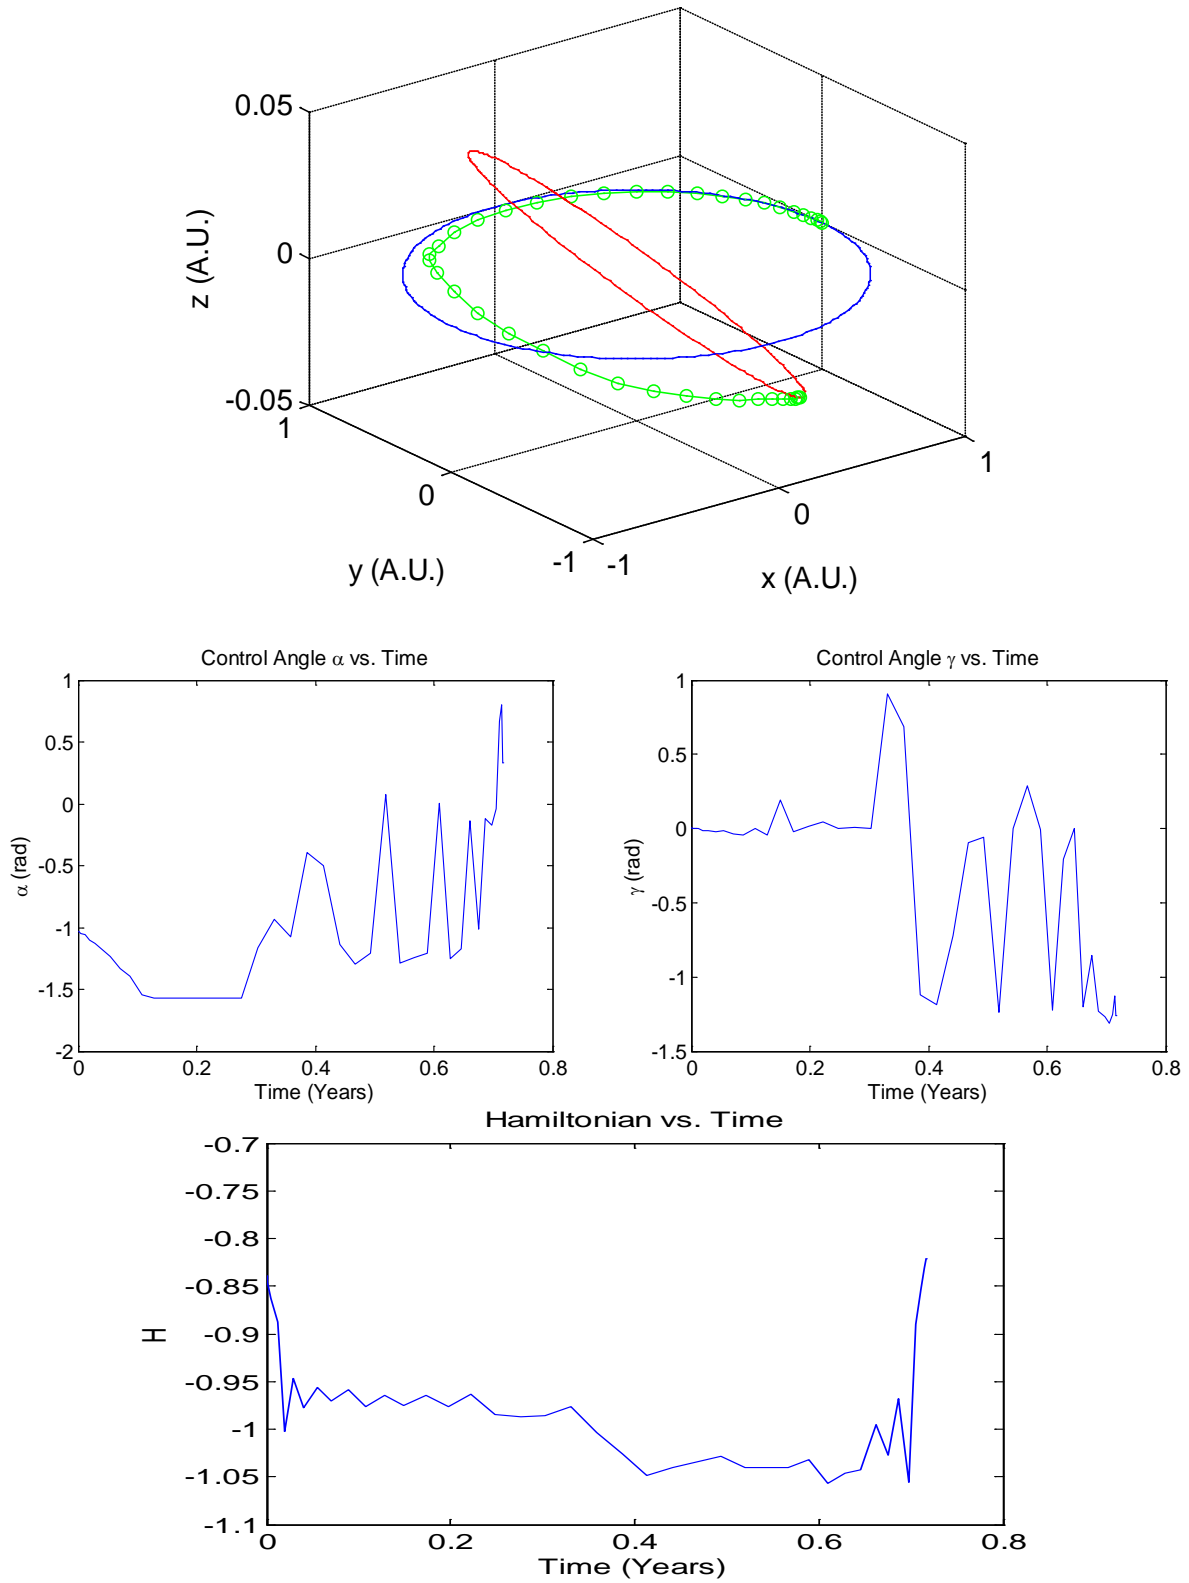 0.05
0
-0.05
z (A.U.)
1
0
-1
y (A.U.)
-1
0
1
x (A.U.)
Control Angle α vs. Time
1
0.5
0
-0.5
-1
-1.5
-2
α (rad)
0 0.2 0.4 0.6 0.8
Time (Years)
Control Angle γ vs. Time
1
0.5
0
-0.5
-1
-1.5
γ (rad)
0 0.2 0.4 0.6 0.8
Time (Years)
Hamiltonian vs. Time
-0.7
-0.75
-0.8
-0.85
-0.9
-0.95
-1
-1.05
-1.1
H
0 0.2 0.4 0.6 0.8
Time (Years)